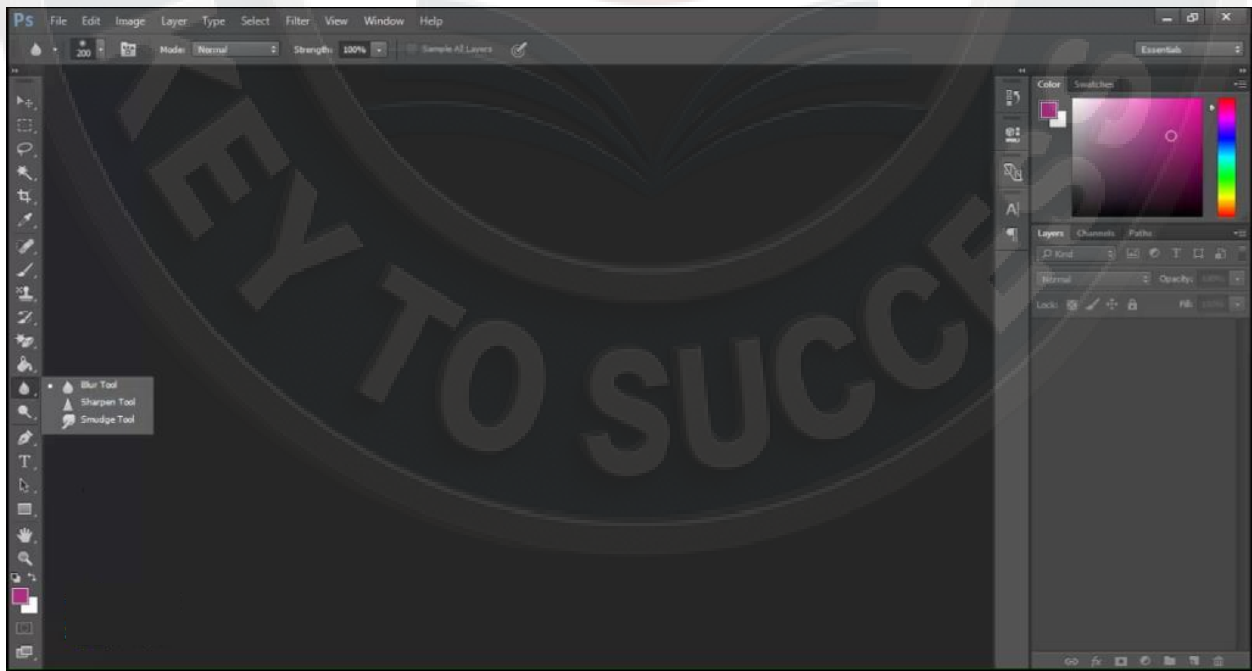 Ps File Edit Image Layer Type Select Filter View Window Help
200 Mode: Normal Strength: 100% Sample All Layers Essentials
Color Swatches
Layers Channels Paths
Kind
Normal Opacity: 100%
Lock: Fill: 100%
Blur Tool
Sharpen Tool
Smudge Tool
KEY TO SUCCESS